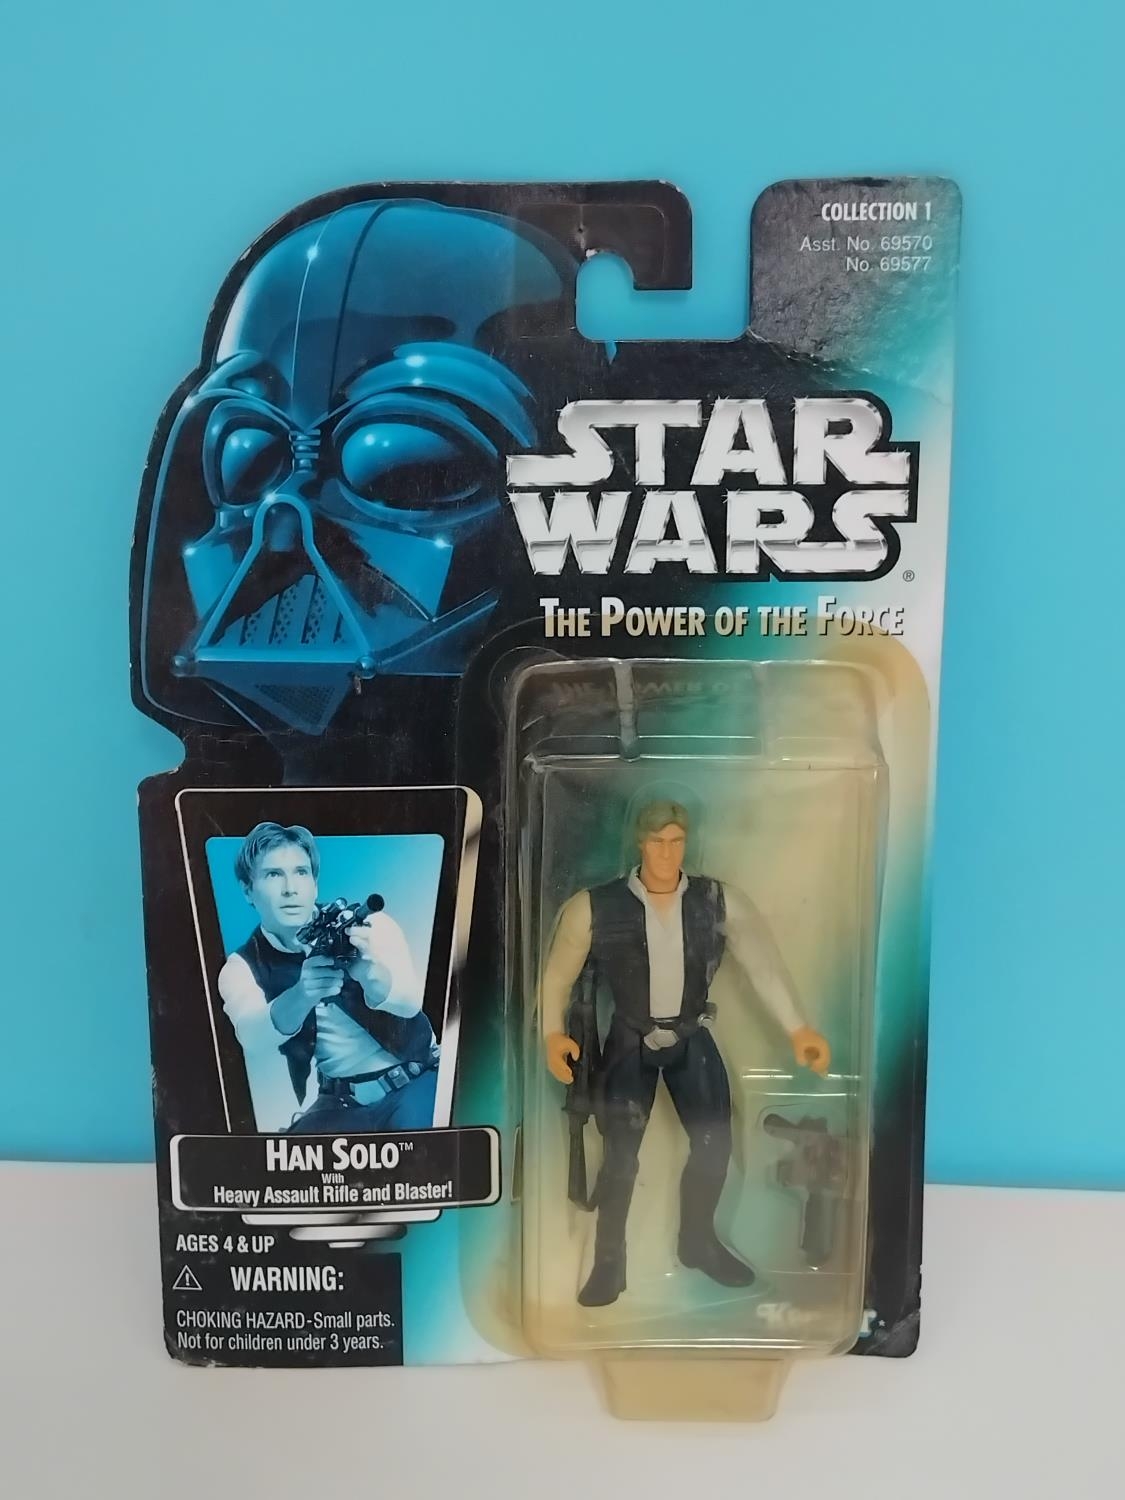 COLLECTION 1
Asst. No. 69570
No. 69577
STAR
WARS®
THE POWER OF THE FORCE
HAN SOLO™
With
Heavy Assault Rifle and Blaster!
AGES 4 & UP
⚠ WARNING:
CHOKING HAZARD-Small parts.
Not for children under 3 years.